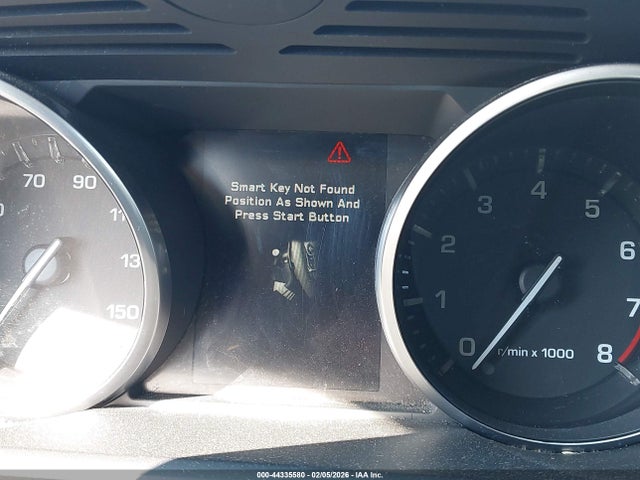 Smart Key Not Found
Position As Shown And
Press Start Button
70
90
11
13
150
0
1
2
3
4
5
6
7
8
r/min x 1000
000-44335580 - 02/05/2026 - IAA Inc.